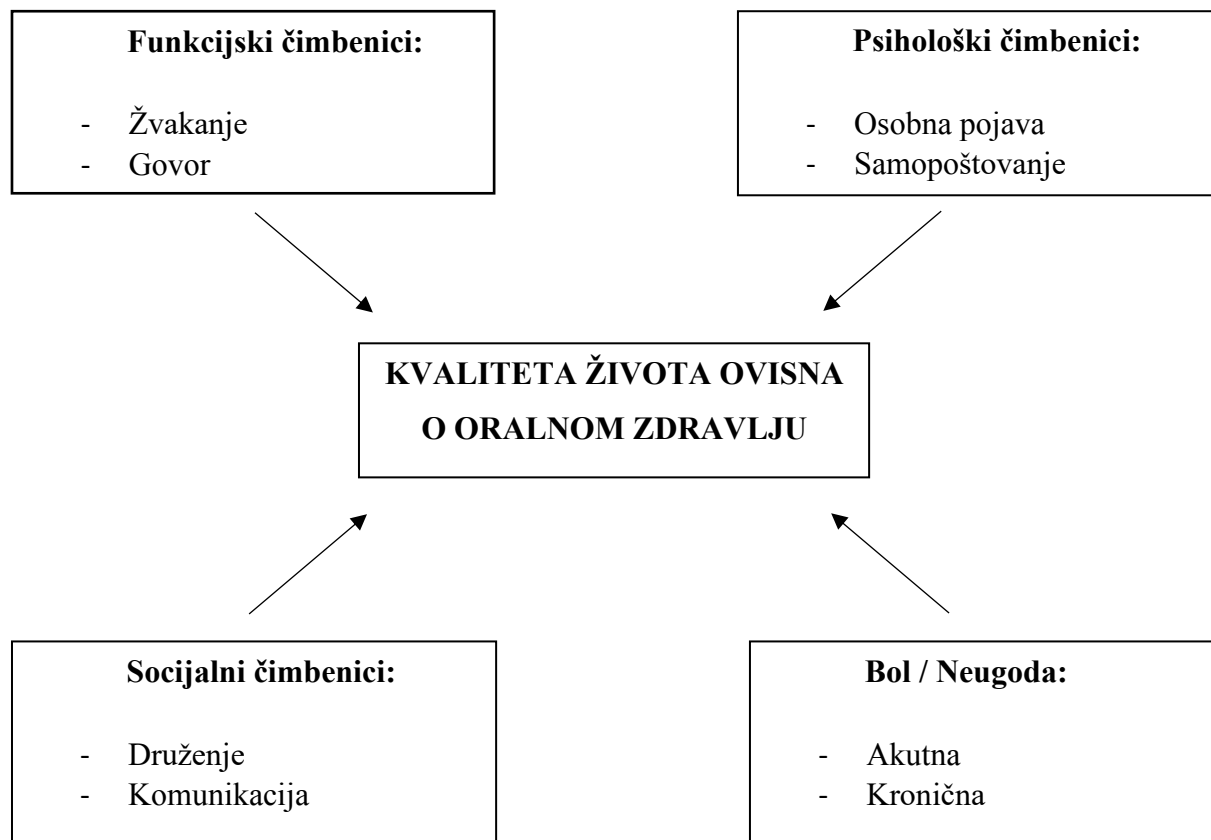 Funkcijski čimbenici:
- Žvakanje
- Govor
Psihološki čimbenici:
- Osobna pojava
- Samopoštovanje
KVALITETA ŽIVOTA OVISNA
O ORALNOM ZDRAVLJU
Socijalni čimbenici:
- Druženje
- Komunikacija
Bol / Neugoda:
- Akutna
- Kronična